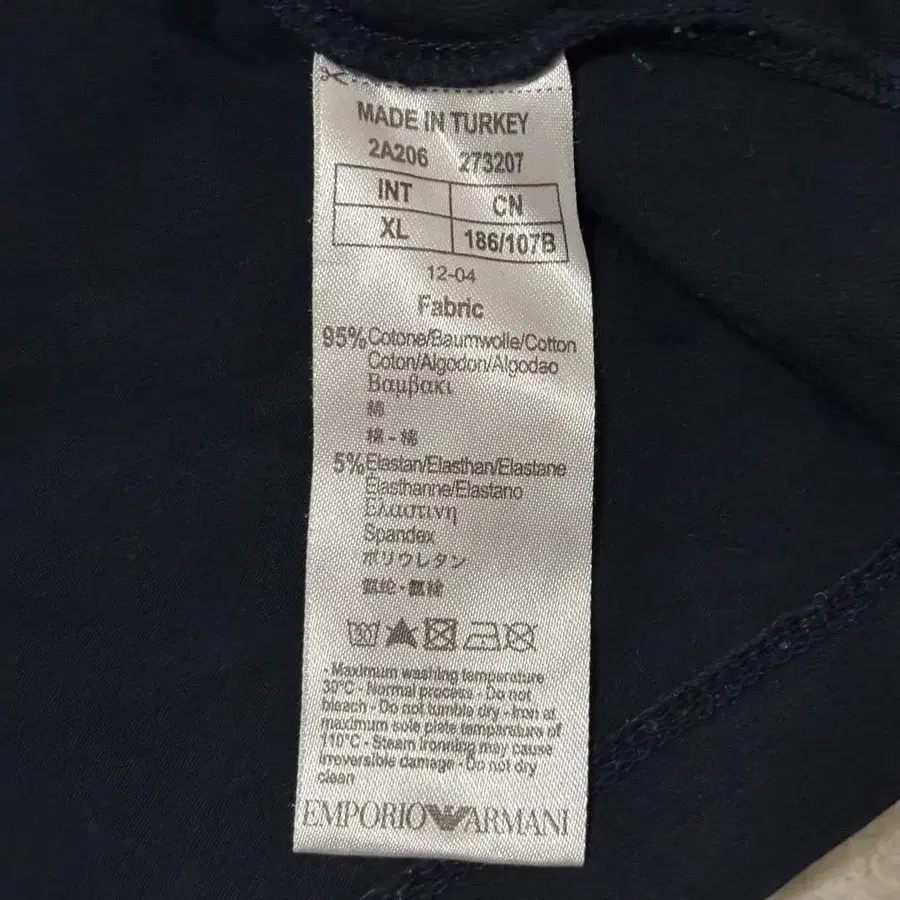 MADE IN TURKEY
2A206 273207
INT CN
XL 186/107B
12-04
Fabric
95% Cotone/Baumwolle/Cotton
Coton/Algodon/Algodao
Βαμβακι
綿
棉 - 棉
5% Elastan/Elasthan/Elastane
Elasthanne/Elastano
Ελαστινη
Spandex
ポリウレタン
30
- Maximum washing temperature
30°C - Normal process - Do not
bleach - Do not tumble dry - Iron at
maximum sole plate temperature of
110°C - Steam ironning may cause
irreversible damage - Do not dry
clean
EMPORIO ARMANI